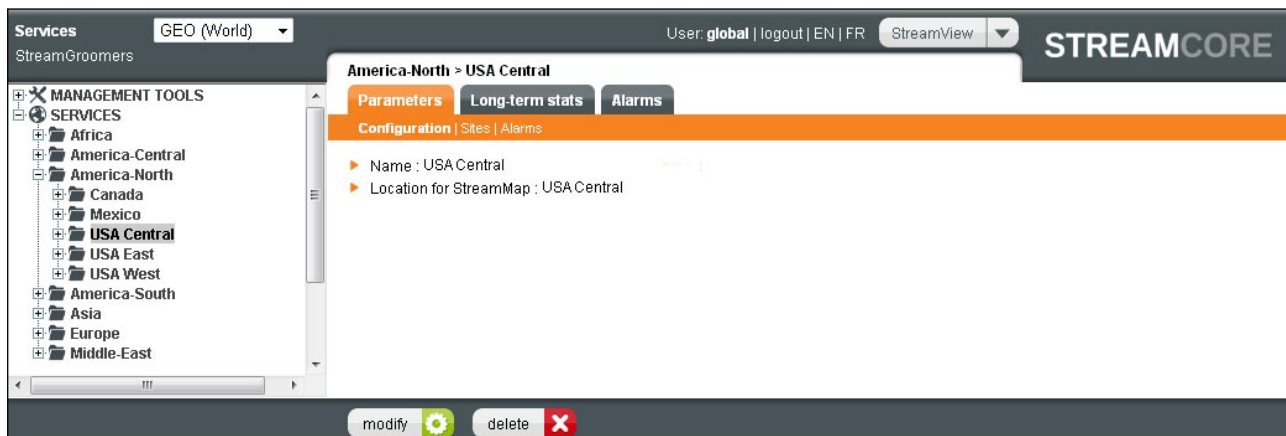 Services GEO (World)
StreamGroomers
User: global | logout | EN | FR StreamView
STREAMCORE
MANAGEMENT TOOLS
SERVICES
Africa
America-Central
America-North
Canada
Mexico
USA Central
USA East
USA West
America-South
Asia
Europe
Middle-East
America-North > USA Central
Parameters Long-term stats Alarms
Configuration | Sites | Alarms
Name : USA Central
Location for StreamMap : USA Central
modify delete